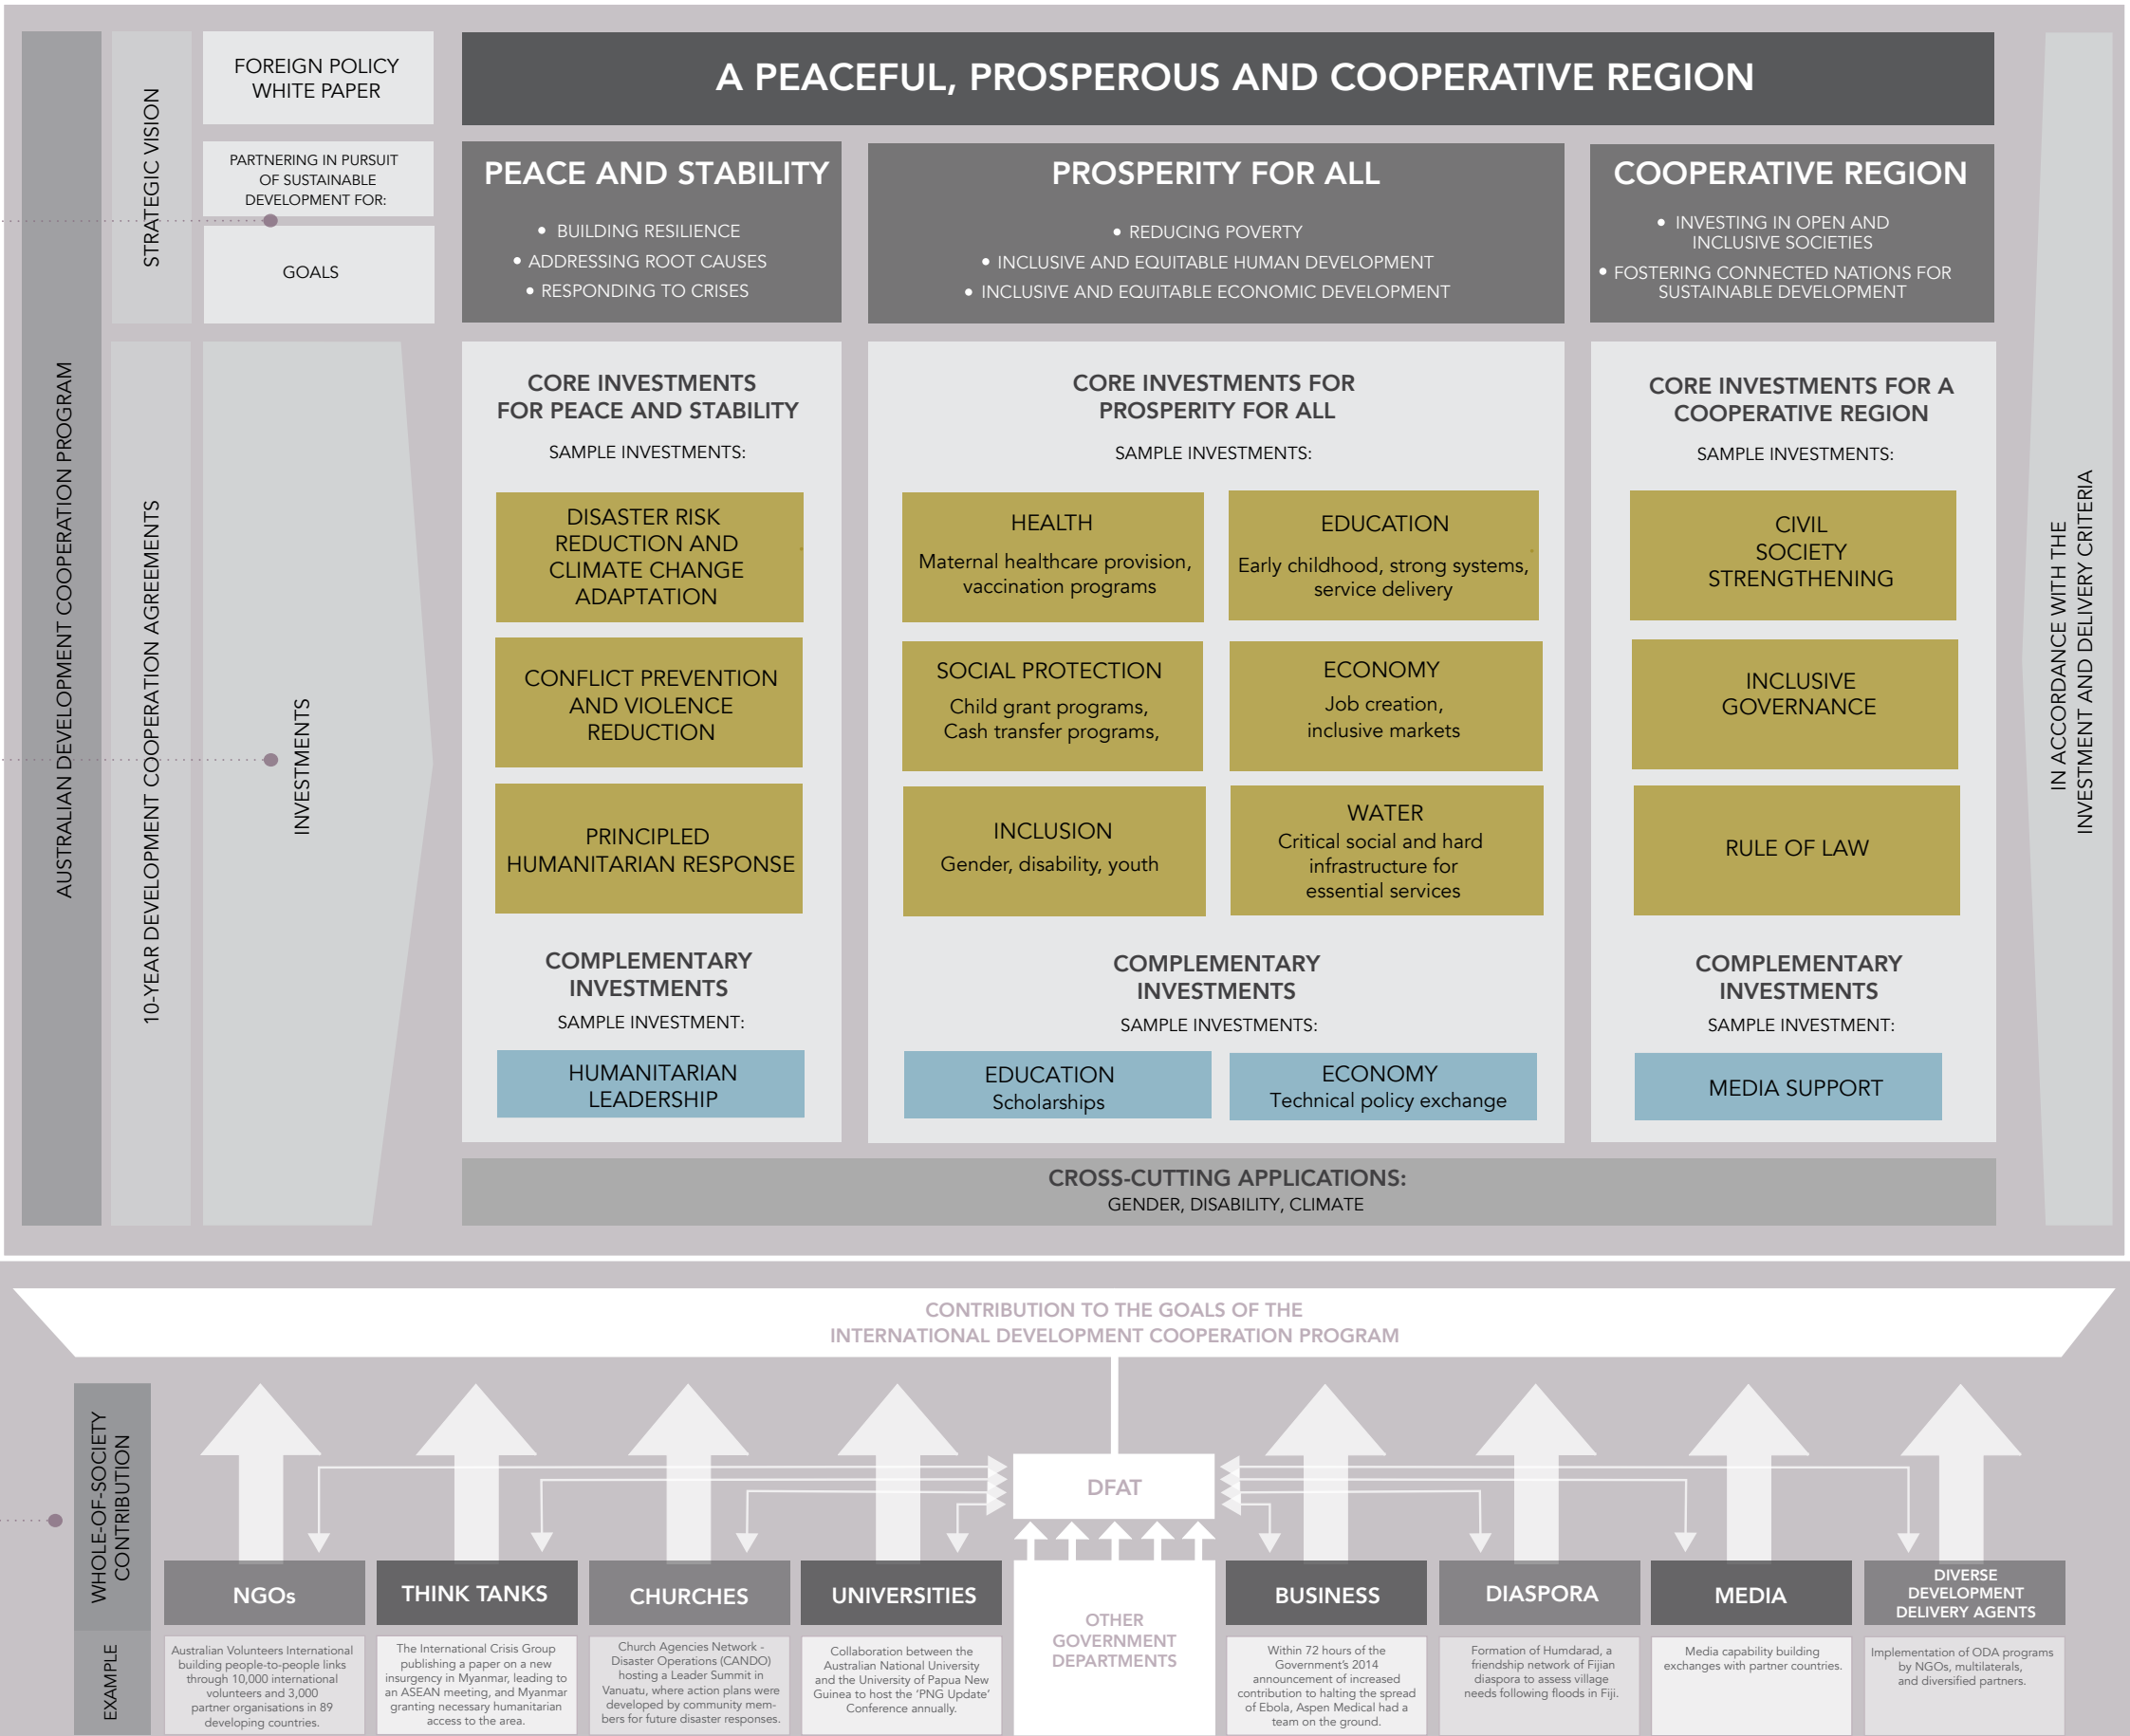 AUSTRALIAN DEVELOPMENT COOPERATION PROGRAM
STRATEGIC VISION
FOREIGN POLICY
WHITE PAPER
A PEACEFUL, PROSPEROUS AND COOPERATIVE REGION
PARTNERING IN PURSUIT
OF SUSTAINABLE
DEVELOPMENT FOR:
GOALS
PEACE AND STABILITY
• BUILDING RESILIENCE
• ADDRESSING ROOT CAUSES
• RESPONDING TO CRISES
PROSPERITY FOR ALL
• REDUCING POVERTY
• INCLUSIVE AND EQUITABLE HUMAN DEVELOPMENT
• INCLUSIVE AND EQUITABLE ECONOMIC DEVELOPMENT
COOPERATIVE REGION
• INVESTING IN OPEN AND
INCLUSIVE SOCIETIES
• FOSTERING CONNECTED NATIONS FOR
SUSTAINABLE DEVELOPMENT
10-YEAR DEVELOPMENT COOPERATION AGREEMENTS
INVESTMENTS
CORE INVESTMENTS
FOR PEACE AND STABILITY
SAMPLE INVESTMENTS:
DISASTER RISK
REDUCTION AND
CLIMATE CHANGE
ADAPTATION
CONFLICT PREVENTION
AND VIOLENCE
REDUCTION
PRINCIPLED
HUMANITARIAN RESPONSE
COMPLEMENTARY
INVESTMENTS
SAMPLE INVESTMENT:
HUMANITARIAN
LEADERSHIP
CORE INVESTMENTS FOR
PROSPERITY FOR ALL
SAMPLE INVESTMENTS:
HEALTH
Maternal healthcare provision,
vaccination programs
EDUCATION
Early childhood, strong systems,
service delivery
SOCIAL PROTECTION
Child grant programs,
Cash transfer programs,
ECONOMY
Job creation,
inclusive markets
INCLUSION
Gender, disability, youth
WATER
Critical social and hard
infrastructure for
essential services
COMPLEMENTARY
INVESTMENTS
SAMPLE INVESTMENTS:
EDUCATION
Scholarships
ECONOMY
Technical policy exchange
CORE INVESTMENTS FOR A
COOPERATIVE REGION
SAMPLE INVESTMENTS:
CIVIL
SOCIETY
STRENGTHENING
INCLUSIVE
GOVERNANCE
RULE OF LAW
COMPLEMENTARY
INVESTMENTS
SAMPLE INVESTMENT:
MEDIA SUPPORT
IN ACCORDANCE WITH THE
INVESTMENT AND DELIVERY CRITERIA
CROSS-CUTTING APPLICATIONS:
GENDER, DISABILITY, CLIMATE
CONTRIBUTION TO THE GOALS OF THE
INTERNATIONAL DEVELOPMENT COOPERATION PROGRAM
WHOLE-OF-SOCIETY
CONTRIBUTION
DFAT
NGOs
THINK TANKS
CHURCHES
UNIVERSITIES
OTHER
GOVERNMENT
DEPARTMENTS
BUSINESS
DIASPORA
MEDIA
DIVERSE
DEVELOPMENT
DELIVERY AGENTS
EXAMPLE
Australian Volunteers International
building people-to-people links
through 10,000 international
volunteers and 3,000
partner organisations in 89
developing countries.
The International Crisis Group
publishing a paper on a new
insurgency in Myanmar, leading to
an ASEAN meeting, and Myanmar
granting necessary humanitarian
access to the area.
Church Agencies Network -
Disaster Operations (CANDO)
hosting a Leader Summit in
Vanuatu, where action plans were
developed by community mem-
bers for future disaster responses.
Collaboration between the
Australian National University
and the University of Papua New
Guinea to host the 'PNG Update'
Conference annually.
Within 72 hours of the
Government's 2014
announcement of increased
contribution to halting the spread
of Ebola, Aspen Medical had a
team on the ground.
Formation of Humdarad, a
friendship network of Fijian
diaspora to assess village
needs following floods in Fiji.
Media capability building
exchanges with partner countries.
Implementation of ODA programs
by NGOs, multilaterals,
and diversified partners.